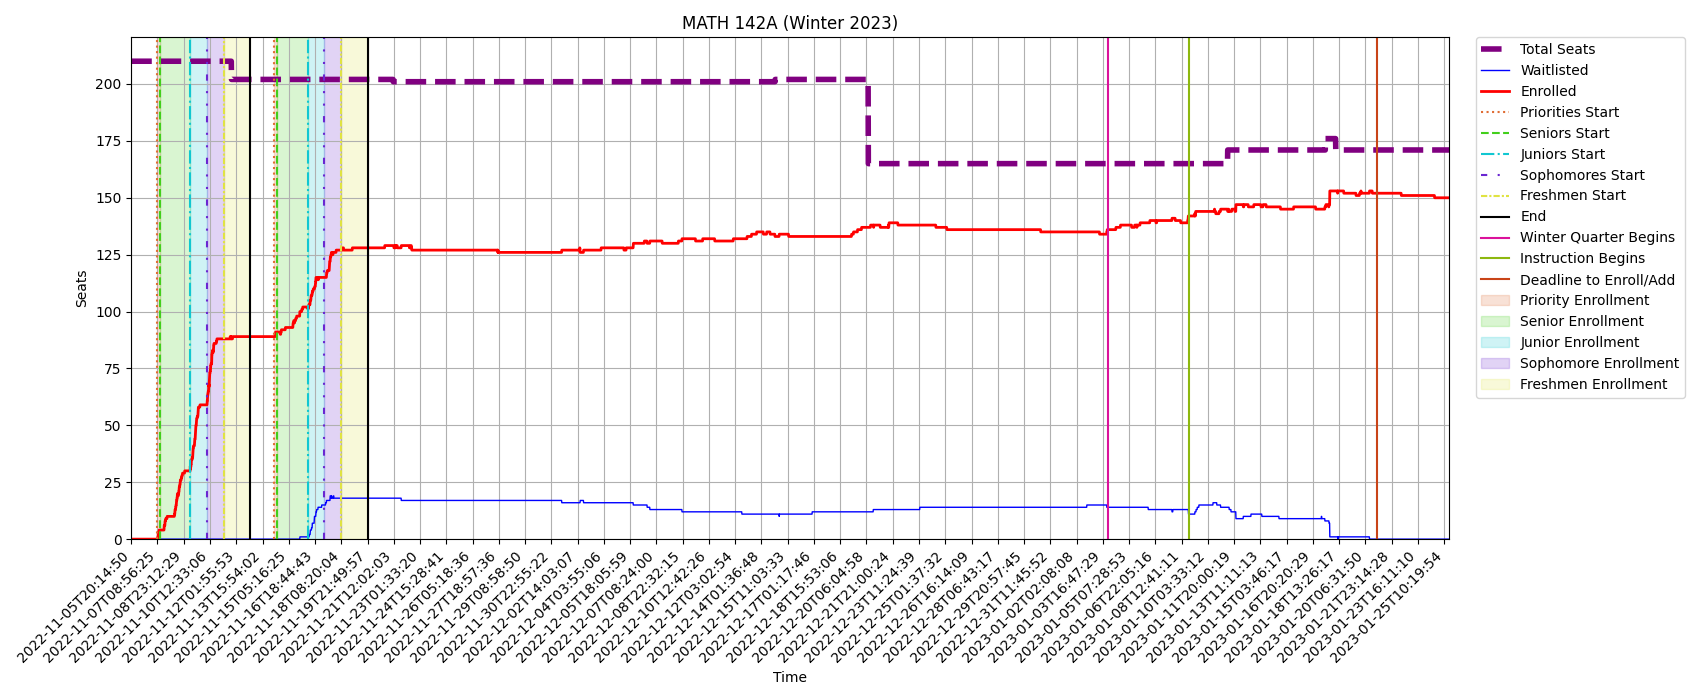 MATH 142A (Winter 2023)
Seats
200
175
150
125
100
75
50
25
0
2022-11-05T20:14:50
2022-11-07T08:56:25
2022-11-08T23:12:29
2022-11-10T12:33:06
2022-11-12T01:55:53
2022-11-13T15:54:02
2022-11-15T05:16:25
2022-11-16T18:44:43
2022-11-18T08:20:04
2022-11-19T21:49:57
2022-11-21T12:02:03
2022-11-23T01:33:20
2022-11-24T15:28:41
2022-11-26T05:18:36
2022-11-27T18:57:36
2022-11-29T08:58:50
2022-11-30T22:55:22
2022-12-02T14:03:07
2022-12-04T03:55:06
2022-12-05T18:05:59
2022-12-07T08:24:00
2022-12-08T22:32:15
2022-12-10T12:42:26
2022-12-12T03:02:54
2022-12-14T01:36:48
2022-12-15T11:03:33
2022-12-17T01:17:46
2022-12-18T15:53:06
2022-12-20T06:04:58
2022-12-21T21:00:24
2022-12-23T11:24:39
2022-12-25T01:37:32
2022-12-26T16:14:09
2022-12-28T06:43:17
2022-12-29T20:57:45
2022-12-31T11:45:52
2023-01-02T02:08:08
2023-01-03T16:47:29
2023-01-05T07:28:53
2023-01-06T22:05:16
2023-01-08T12:41:11
2023-01-10T03:33:12
2023-01-11T20:00:19
2023-01-13T11:11:13
2023-01-15T03:46:17
2023-01-16T20:20:29
2023-01-18T13:26:17
2023-01-20T06:31:50
2023-01-21T23:14:28
2023-01-23T16:11:10
2023-01-25T10:19:54
Time
Total Seats
Waitlisted
Enrolled
Priorities Start
Seniors Start
Juniors Start
Sophomores Start
Freshmen Start
End
Winter Quarter Begins
Instruction Begins
Deadline to Enroll/Add
Priority Enrollment
Senior Enrollment
Junior Enrollment
Sophomore Enrollment
Freshmen Enrollment